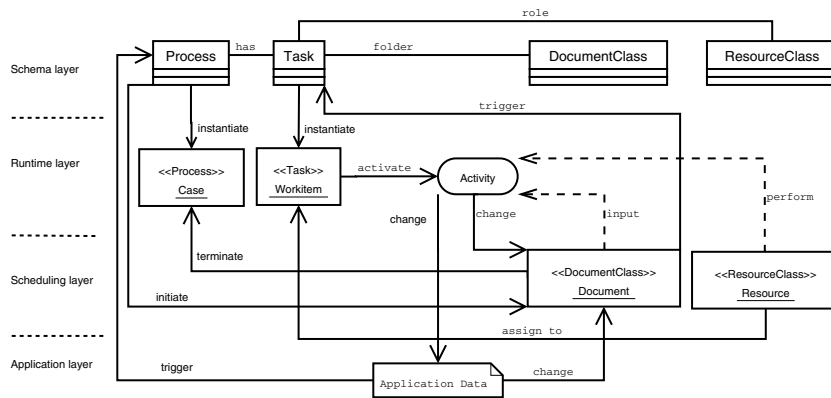 role
Process
has
Task
folder
DocumentClass
ResourceClass
Schema layer
trigger
instantiate
instantiate
Runtime layer
<<Process>>
Case
<<Task>>
Workitem
activate
Activity
change
change
input
perform
terminate
Scheduling layer
<<DocumentClass>>
Document
<<ResourceClass>>
Resource
initiate
assign to
Application layer
trigger
Application Data
change